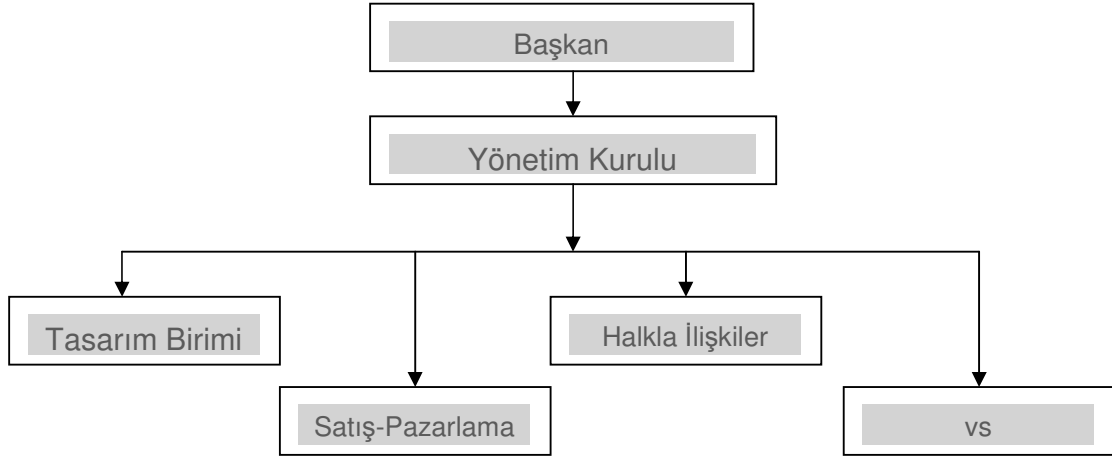 Başkan
Yönetim Kurulu
Tasarım Birimi
Halkla İlişkiler
Satış-Pazarlama
vs